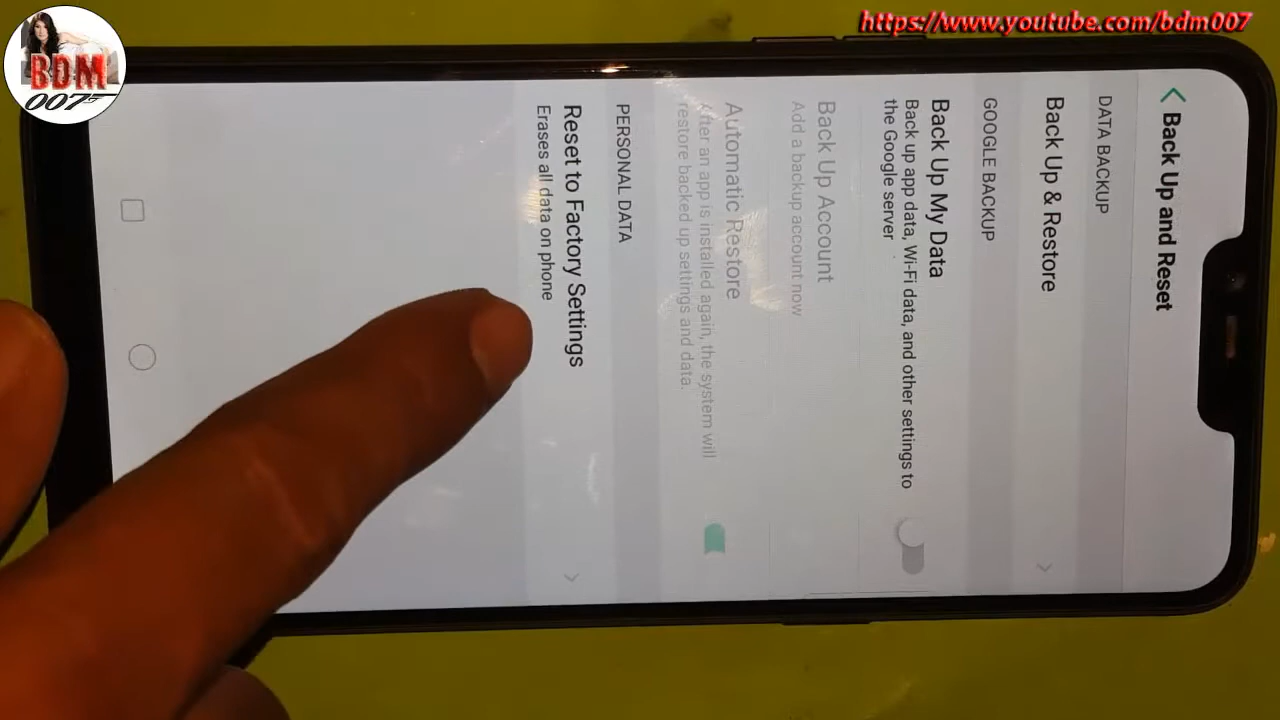 https://www.youtube.com/bdm007
BDM
007
Back Up and Reset
DATA BACKUP
Back Up & Restore
GOOGLE BACKUP
Back Up My Data
Back up app data, Wi-Fi data, and other settings to
the Google server
Back Up Account
Add a backup account now
Automatic Restore
After an app is installed again, the system will
restore backed up settings and data.
PERSONAL DATA
Reset to Factory Settings
Erases all data on phone